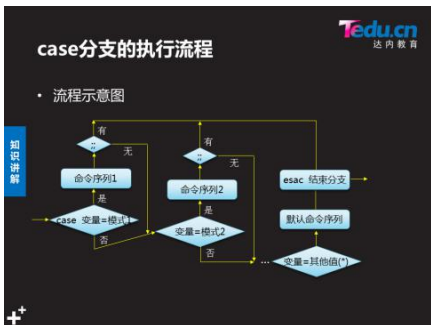 Tedu.cn
达内教育
case分支的执行流程
• 流程示意图
知识讲解
有
;;
无
命令序列1
是
case 变量=模式1
否
有
;;
无
命令序列2
是
变量=模式2
否
...
esac 结束分支
默认命令序列
变量=其他值(*)